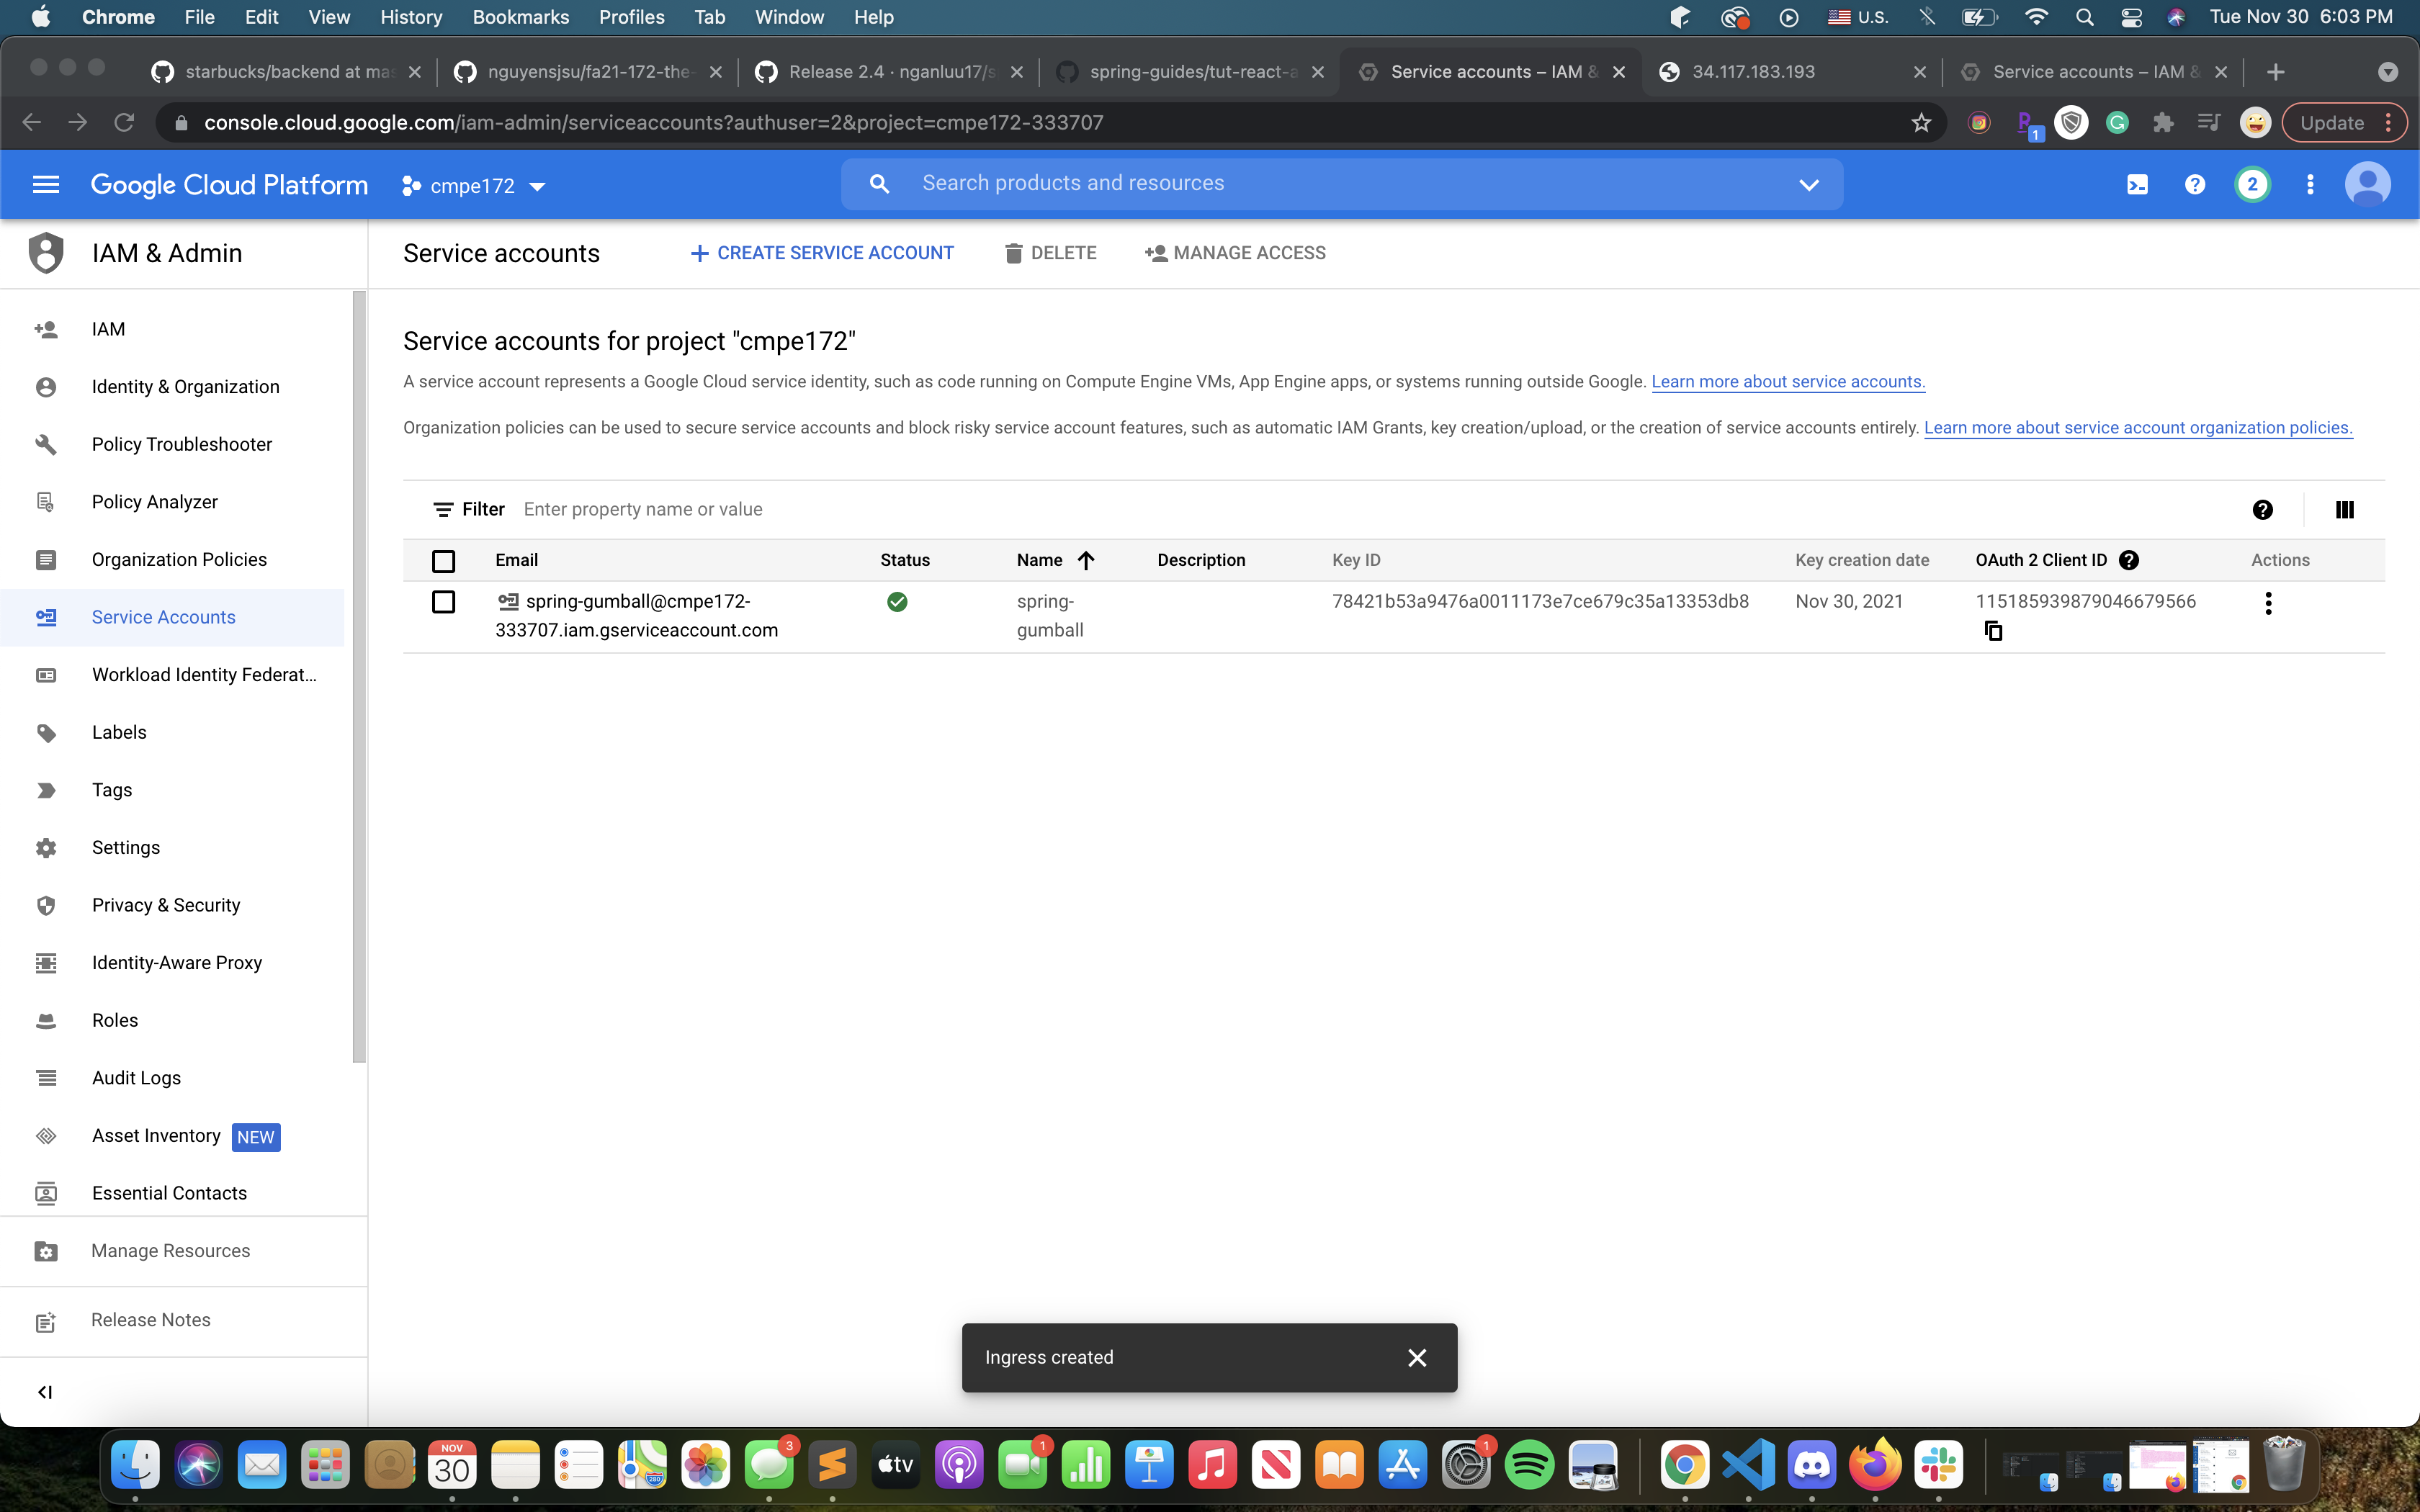 Chrome File Edit View History Bookmarks Profiles Tab Window Help U.S. Tue Nov 30 6:03 PM
starbucks/backend at mas
nguyensjsu/fa21-172-the-
Release 2.4 · nganluu17/s
spring-guides/tut-react-a
Service accounts – IAM &
34.117.183.193
Service accounts – IAM &
console.cloud.google.com/iam-admin/serviceaccounts?authuser=2&project=cmpe172-333707
1
Update
Google Cloud Platform
cmpe172
Search products and resources
2
IAM & Admin
IAM
Identity & Organization
Policy Troubleshooter
Policy Analyzer
Organization Policies
Service Accounts
Workload Identity Federat...
Labels
Tags
Settings
Privacy & Security
Identity-Aware Proxy
Roles
Audit Logs
Asset Inventory NEW
Essential Contacts
Manage Resources
Release Notes
Service accounts
CREATE SERVICE ACCOUNT
DELETE
MANAGE ACCESS
Service accounts for project "cmpe172"
A service account represents a Google Cloud service identity, such as code running on Compute Engine VMs, App Engine apps, or systems running outside Google. Learn more about service accounts.
Organization policies can be used to secure service accounts and block risky service account features, such as automatic IAM Grants, key creation/upload, or the creation of service accounts entirely. Learn more about service account organization policies.
Filter Enter property name or value
Email Status Name Description Key ID Key creation date OAuth 2 Client ID Actions
spring-gumball@cmpe172- spring- 78421b53a9476a0011173e7ce679c35a13353db8 Nov 30, 2021 115185939879046679566
333707.iam.gserviceaccount.com gumball
Ingress created
NOV
30
280
3
tv
1
1